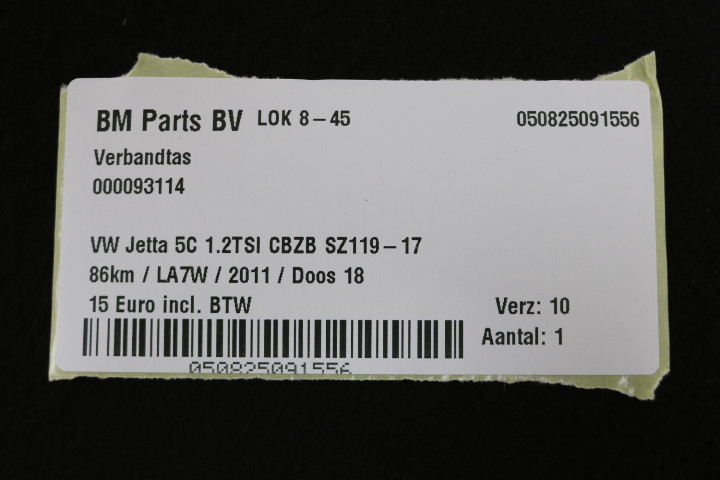 BM Parts BV LOK 8-45 050825091556
Verbandtas
000093114
VW Jetta 5C 1.2TSI CBZB SZ119-17
86km / LA7W / 2011 / Doos 18
15 Euro incl. BTW Verz: 10
Aantal: 1
050825091556